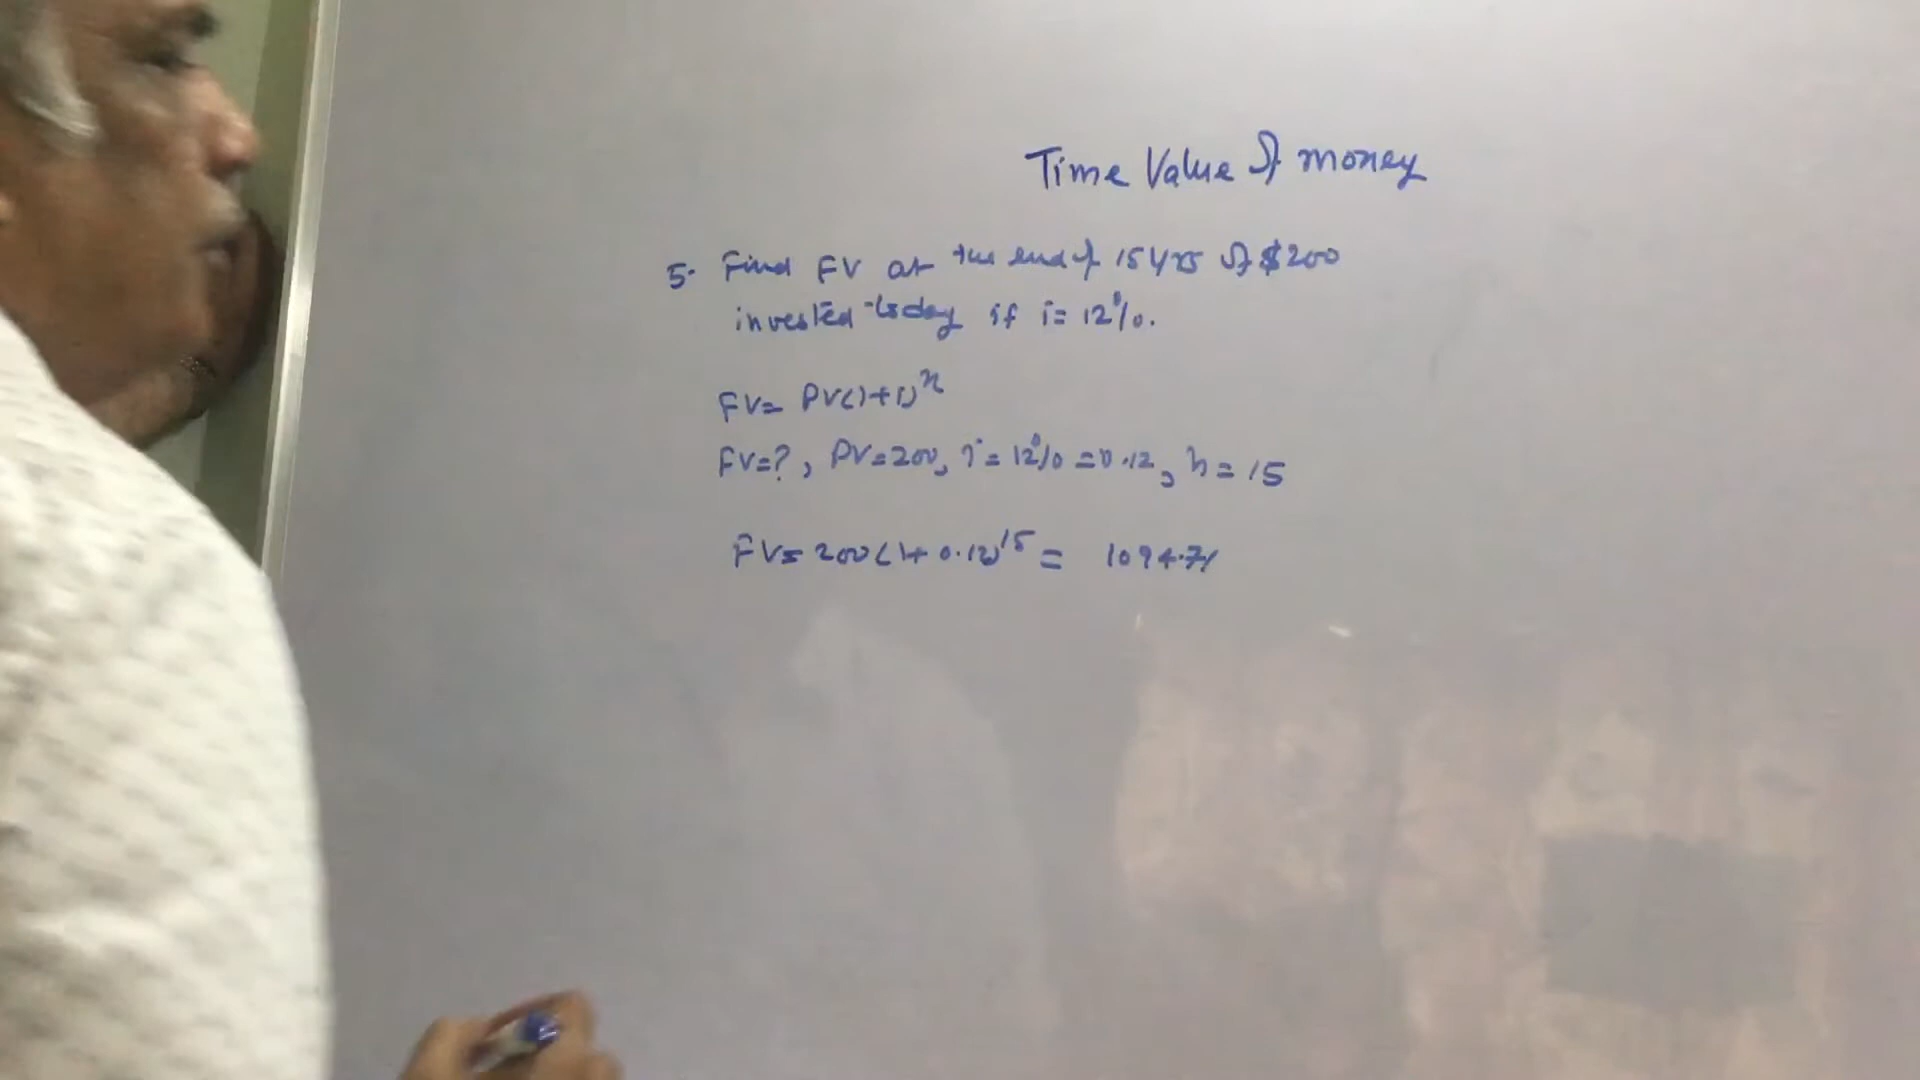 Time Value of money
5. Find FV at the end of 15 yrs of $200
invested today if i = 12%.
FV = PV(1+i)^n
FV=?, PV=200, i = 12% = 0.12, n = 15
FV = 200(1+0.12)^15 = 1094.71